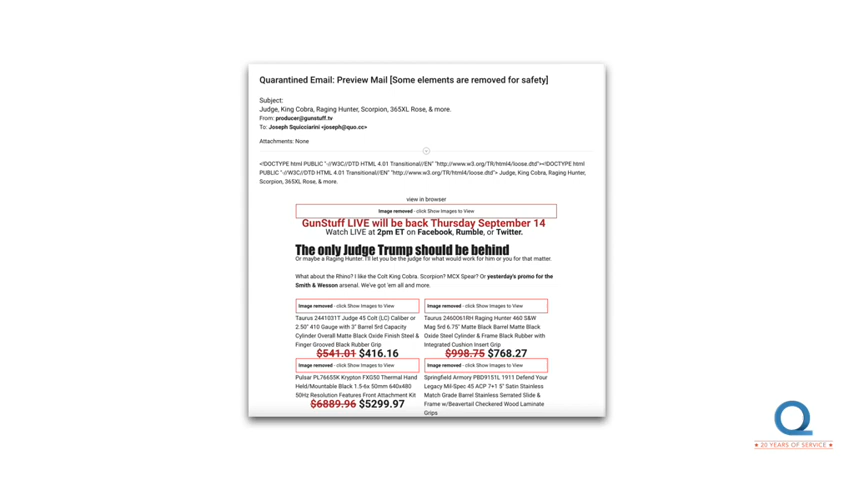 Quarantined Email: Preview Mail [Some elements are removed for safety]
Subject:
Judge, King Cobra, Raging Hunter, Scorpion, 365XL Rose, & more.
From: producer@gunstuff.tv
To: Joseph Squicciarini <joseph@quo.cc>
Attachments: None
<!DOCTYPE html PUBLIC "-//W3C//DTD HTML 4.01 Transitional//EN" "http://www.w3.org/TR/html4/loose.dtd"><!DOCTYPE html
PUBLIC "-//W3C//DTD HTML 4.01 Transitional//EN" "http://www.w3.org/TR/html4/loose.dtd"> Judge, King Cobra, Raging Hunter,
Scorpion, 365XL Rose, & more.
view in browser
Image removed - click Show Images to View
GunStuff LIVE will be back Thursday September 14
Watch LIVE at 2pm ET on Facebook, Rumble, or Twitter.
The only Judge Trump should be behind
Or maybe a Raging Hunter. I'll let you be the judge for what would work for him or you for that matter.
What about the Rhino? I like the Colt King Cobra. Scorpion? MCX Spear? Or yesterday's promo for the
Smith & Wesson arsenal. We've got 'em all and more.
Image removed - click Show Images to View
Taurus 2441031T Judge 45 Colt (LC) Caliber or
2.50" 410 Gauge with 3" Barrel 5rd Capacity
Cylinder Overall Matte Black Oxide Finish Steel &
Finger Grooved Black Rubber Grip
$541.01 $416.16
Image removed - click Show Images to View
Taurus 2460061RH Raging Hunter 460 S&W
Mag 5rd 6.75" Matte Black Barrel Matte Black
Oxide Steel Cylinder & Frame Black Rubber with
Integrated Cushion Insert Grip
$998.75 $768.27
Image removed - click Show Images to View
Pulsar PL76655K Krypton FXG50 Thermal Hand
Held/Mountable Black 1.5-6x 50mm 640x480
50Hz Resolution Features Front Attachment Kit
$6889.96 $5299.97
Image removed - click Show Images to View
Springfield Armory PBD9151L 1911 Defend Your
Legacy Mil-Spec 45 ACP 7+1 5" Satin Stainless
Match Grade Barrel Stainless Serrated Slide &
Frame w/Beavertail Checkered Wood Laminate
Grips
20 YEARS OF SERVICE